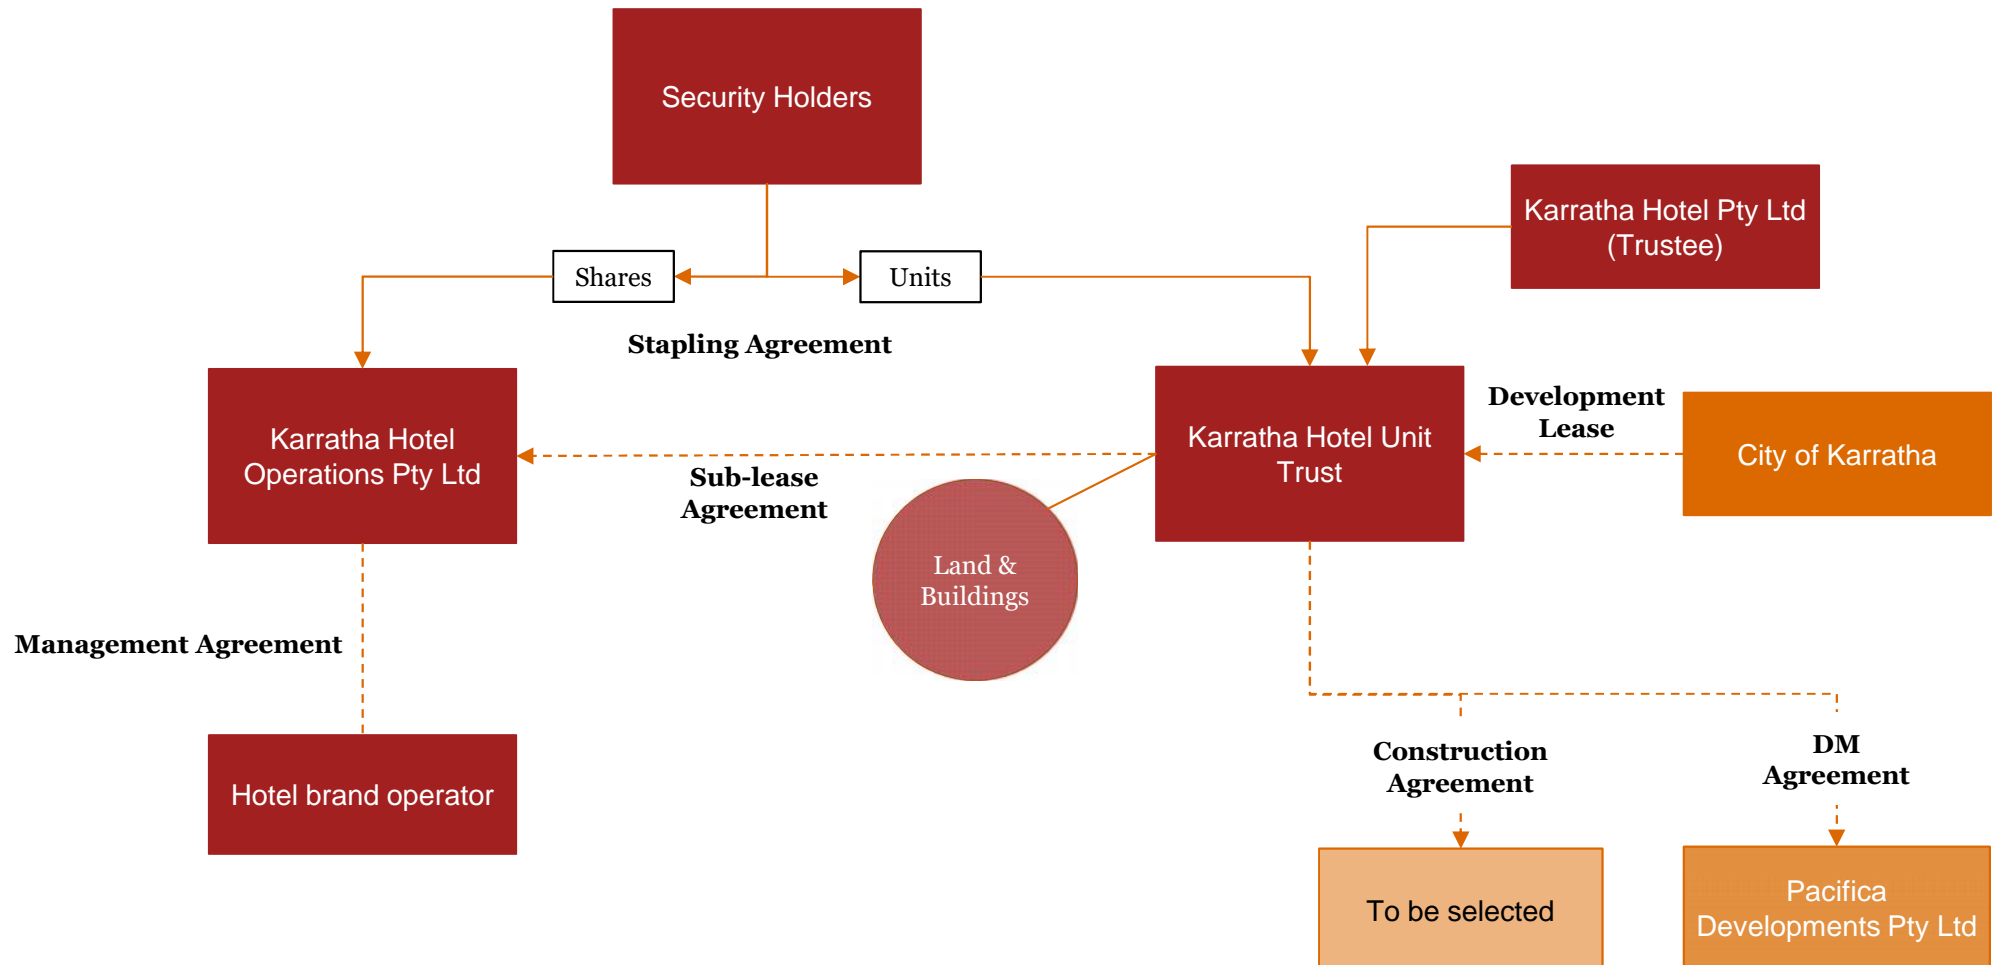 Security Holders
Karratha Hotel Pty Ltd
(Trustee)
Shares
Units
Stapling Agreement
Karratha Hotel
Operations Pty Ltd
Sub-lease
Agreement
Karratha Hotel Unit
Trust
Development
Lease
City of Karratha
Land &
Buildings
Management Agreement
Hotel brand operator
Construction
Agreement
DM
Agreement
To be selected
Pacifica
Developments Pty Ltd